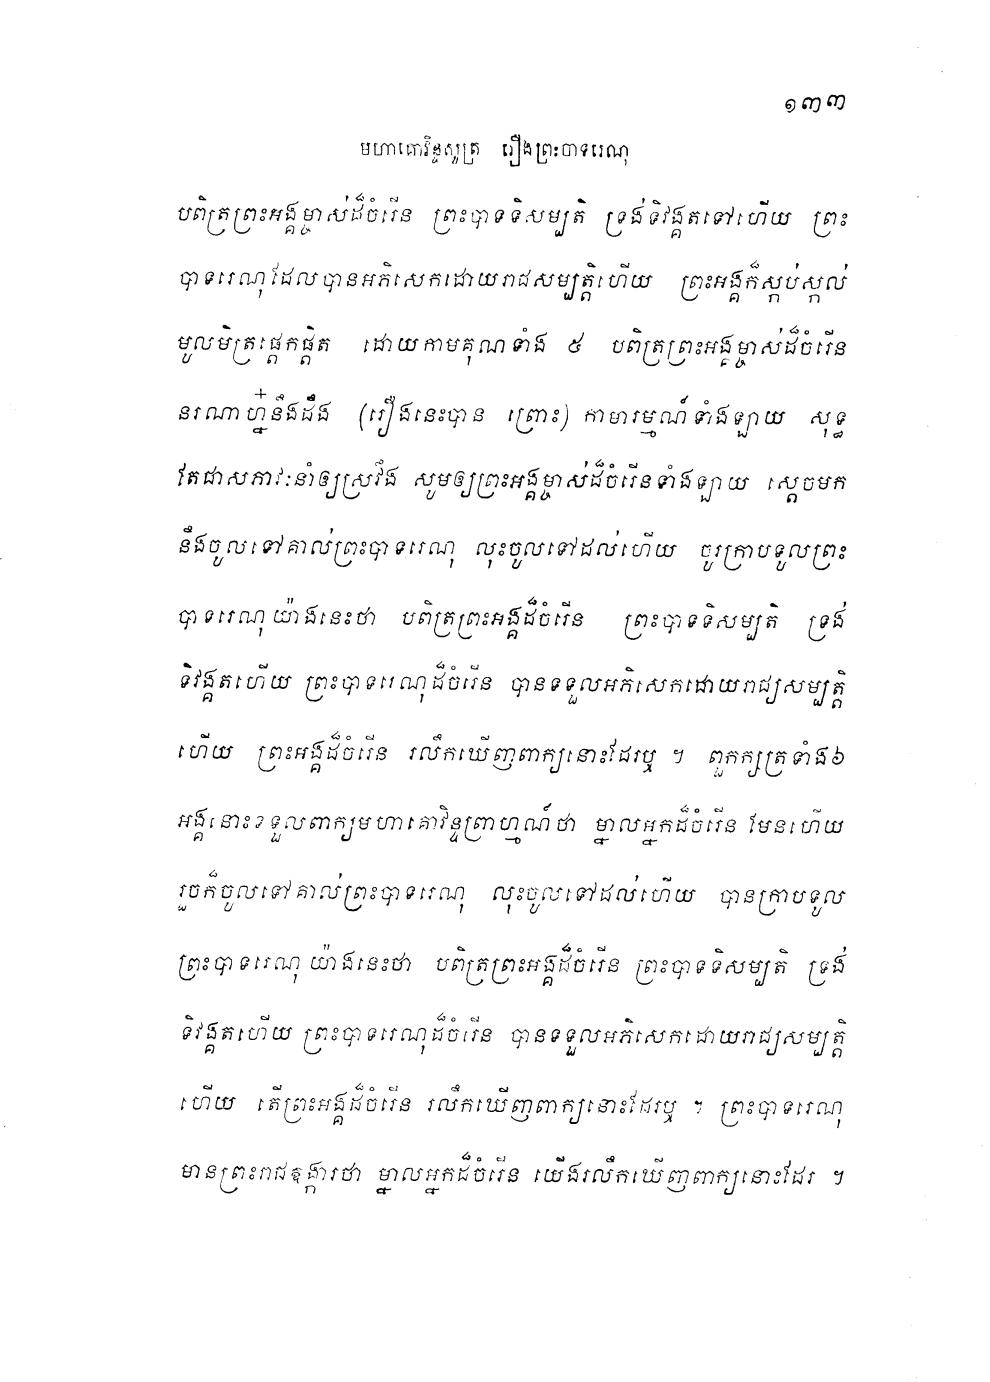 ១៣៣
មហាគោវិន្ទសូត្រ រឿងព្រះបាទរេណុ
បពិត្រព្រះអង្គម្ចាស់ដ៏ចំរើន ព្រះបាទទិសម្បតិ ទ្រង់ទិវង្គតទៅហើយ ព្រះ
បាទរេណុដែលបានអភិសេកដោយរាជសម្បត្តិហើយ ព្រះអង្គក៏ស្កប់ស្កល់
មូលមិត្រផ្តេកផ្តិត ដោយកាមគុណទាំង ៥ បពិត្រព្រះអង្គម្ចាស់ដ៏ចំរើន
នរណាហ្ន៎នឹងដឹង (រឿងនេះបាន ព្រោះ) កាមារម្មណ៍ទាំងឡាយ សុទ្ធ
តែជាសភាវៈនាំឲ្យស្រវឹង សូមឲ្យព្រះអង្គម្ចាស់ដ៏ចំរើនទាំងឡាយ ស្តេចមក
នឹងចូលទៅគាល់ព្រះបាទរេណុ លុះចូលទៅដល់ហើយ ចូរក្រាបទូលព្រះ
បាទរេណុយ៉ាងនេះថា បពិត្រព្រះអង្គដ៏ចំរើន ព្រះបាទទិសម្បតិ ទ្រង់
ទិវង្គតហើយ ព្រះបាទរេណុដ៏ចំរើន បានទទួលអភិសេកដោយរាជ្យសម្បត្តិ
ហើយ ព្រះអង្គដ៏ចំរើន រលឹកឃើញពាក្យនោះដែរឬ ។ ពួកក្សត្រទាំង៦
អង្គនោះទទួលពាក្យមហាគោវិន្ទព្រាហ្មណ៍ថា ម្នាលអ្នកដ៏ចំរើន មែនហើយ
រួចក៏ចូលទៅគាល់ព្រះបាទរេណុ លុះចូលទៅដល់ហើយ បានក្រាបទូល
ព្រះបាទរេណុយ៉ាងនេះថា បពិត្រព្រះអង្គដ៏ចំរើន ព្រះបាទទិសម្បតិ ទ្រង់
ទិវង្គតហើយ ព្រះបាទរេណុដ៏ចំរើន បានទទួលអភិសេកដោយរាជ្យសម្បត្តិ
ហើយ តើព្រះអង្គដ៏ចំរើន រលឹកឃើញពាក្យនោះដែរឬ ។ ព្រះបាទរេណុ
មានព្រះរាជឱង្ការថា ម្នាលអ្នកដ៏ចំរើន យើងរលឹកឃើញពាក្យនោះដែរ ។